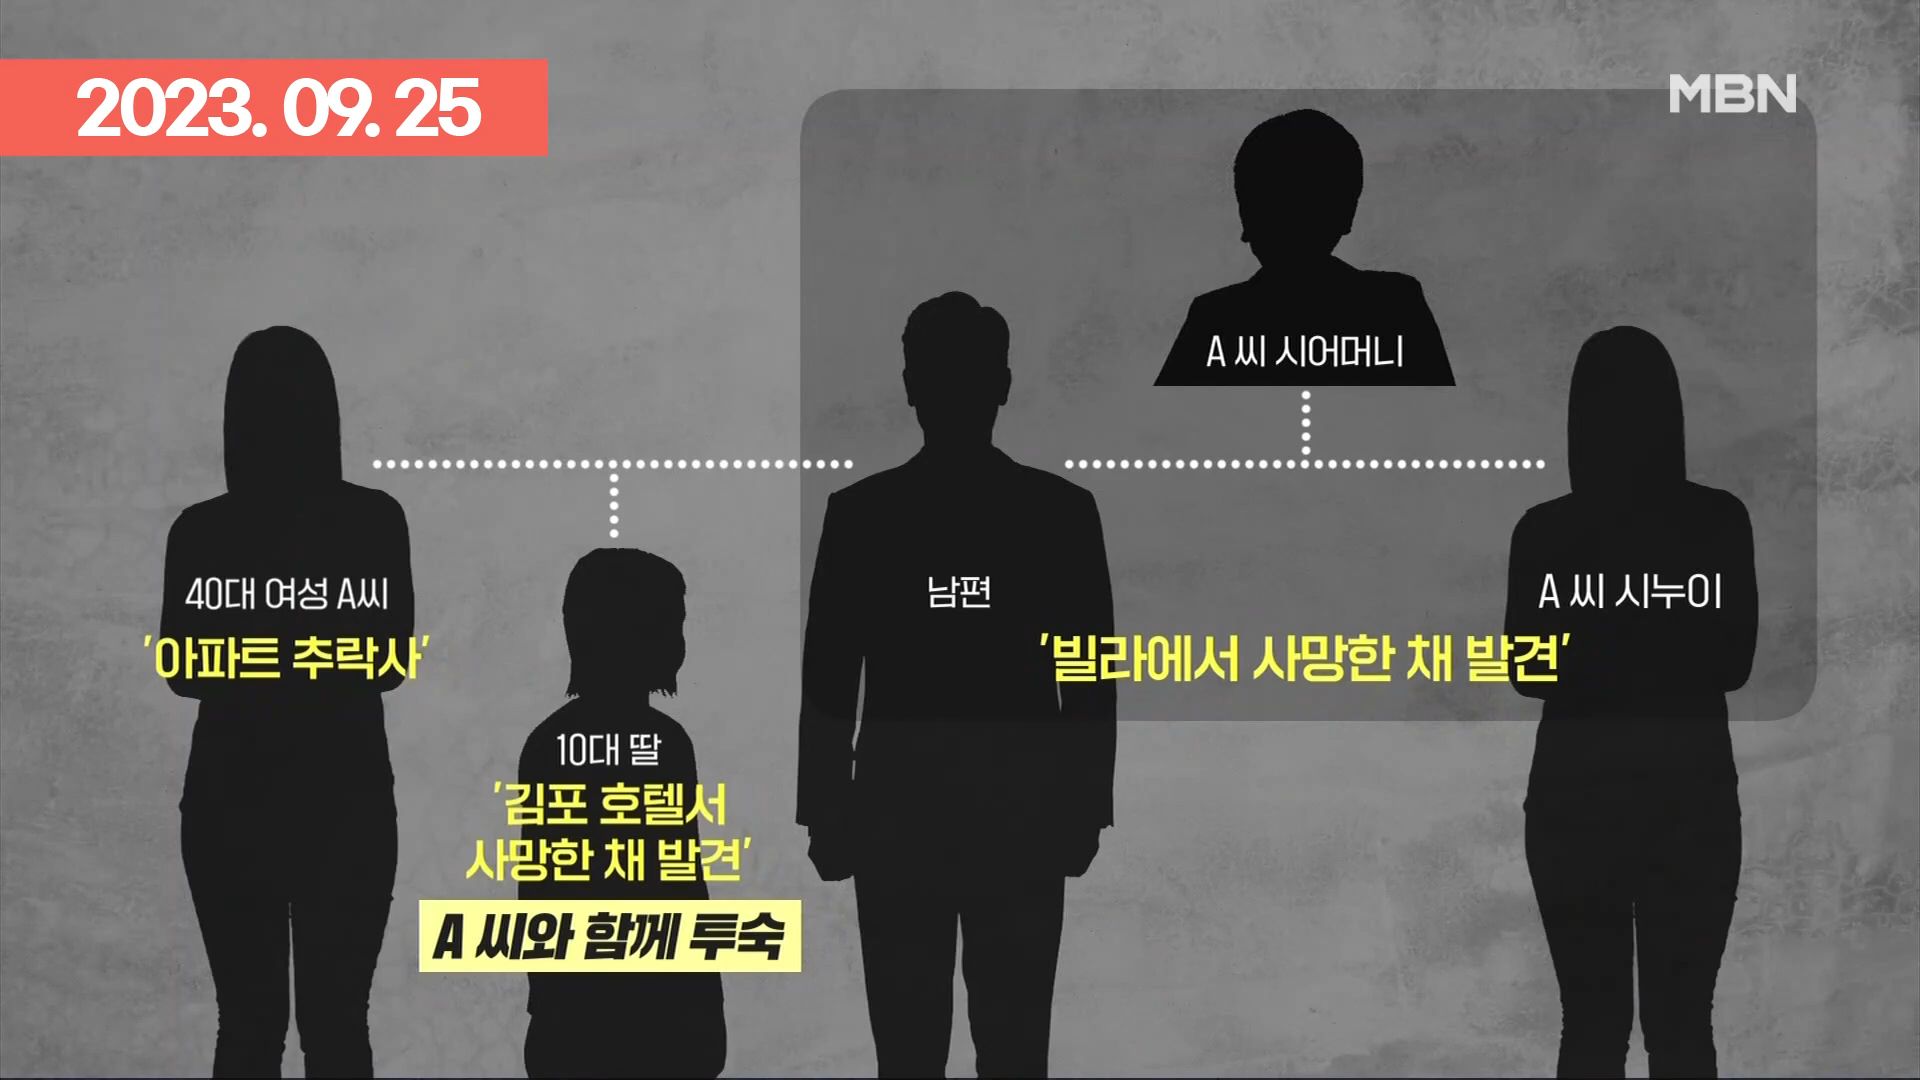 2023. 09. 25
MBN
A 씨 시어머니
40대 여성 A씨
'아파트 추락사'
남편
A 씨 시누이
'빌라에서 사망한 채 발견'
10대 딸
'김포 호텔서
사망한 채 발견'
A 씨와 함께 투숙